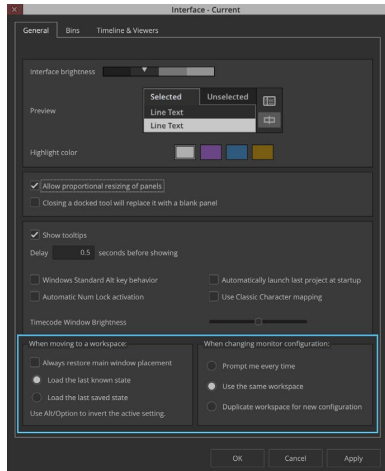 Interface - Current
General Bins Timeline & Viewers
Interface brightness
Selected Unselected
Preview
Line Text
Line Text
Highlight color
Allow proportional resizing of panels
Closing a docked tool will replace it with a blank panel
Show tooltips
Delay 0.5 seconds before showing
Windows Standard Alt key behavior Automatically launch last project at startup
Automatic Num Lock activation Use Classic Character mapping
Timecode Window Brightness
When moving to a workspace:
Always restore main window placement
Load the last known state
Load the last saved state
Use Alt/Option to invert the active setting.
When changing monitor configuration:
Prompt me every time
Use the same workspace
Duplicate workspace for new configuration
OK Cancel Apply